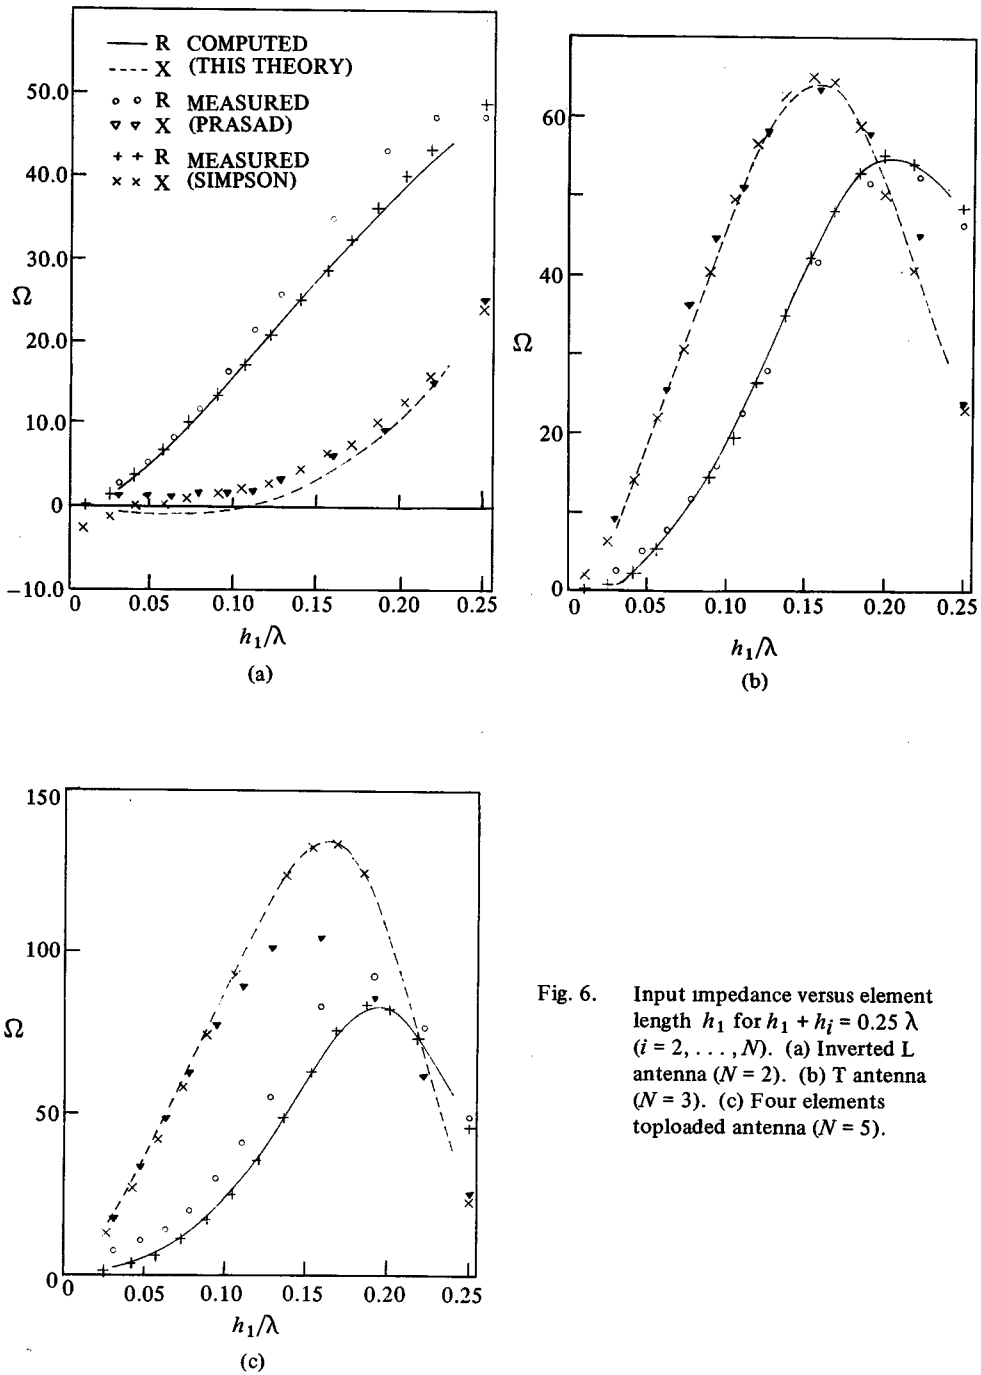 R COMPUTED
X (THIS THEORY)
R MEASURED
X (PRASAD)
R MEASURED
X (SIMPSON)
50.0
40.0
30.0
Ω
20.0
10.0
0
−10.0
0 0.05 0.10 0.15 0.20 0.25
h₁/λ
(a)
60
40
Ω
20
0
0 0.05 0.10 0.15 0.20 0.25
h₁/λ
(b)
150
100
Ω
50
0
0 0.05 0.10 0.15 0.20 0.25
h₁/λ
(c)
Fig. 6. Input impedance versus element
length h₁ for h₁ + hᵢ = 0.25 λ
(i = 2, . . . , N). (a) Inverted L
antenna (N = 2). (b) T antenna
(N = 3). (c) Four elements
toploaded antenna (N = 5).